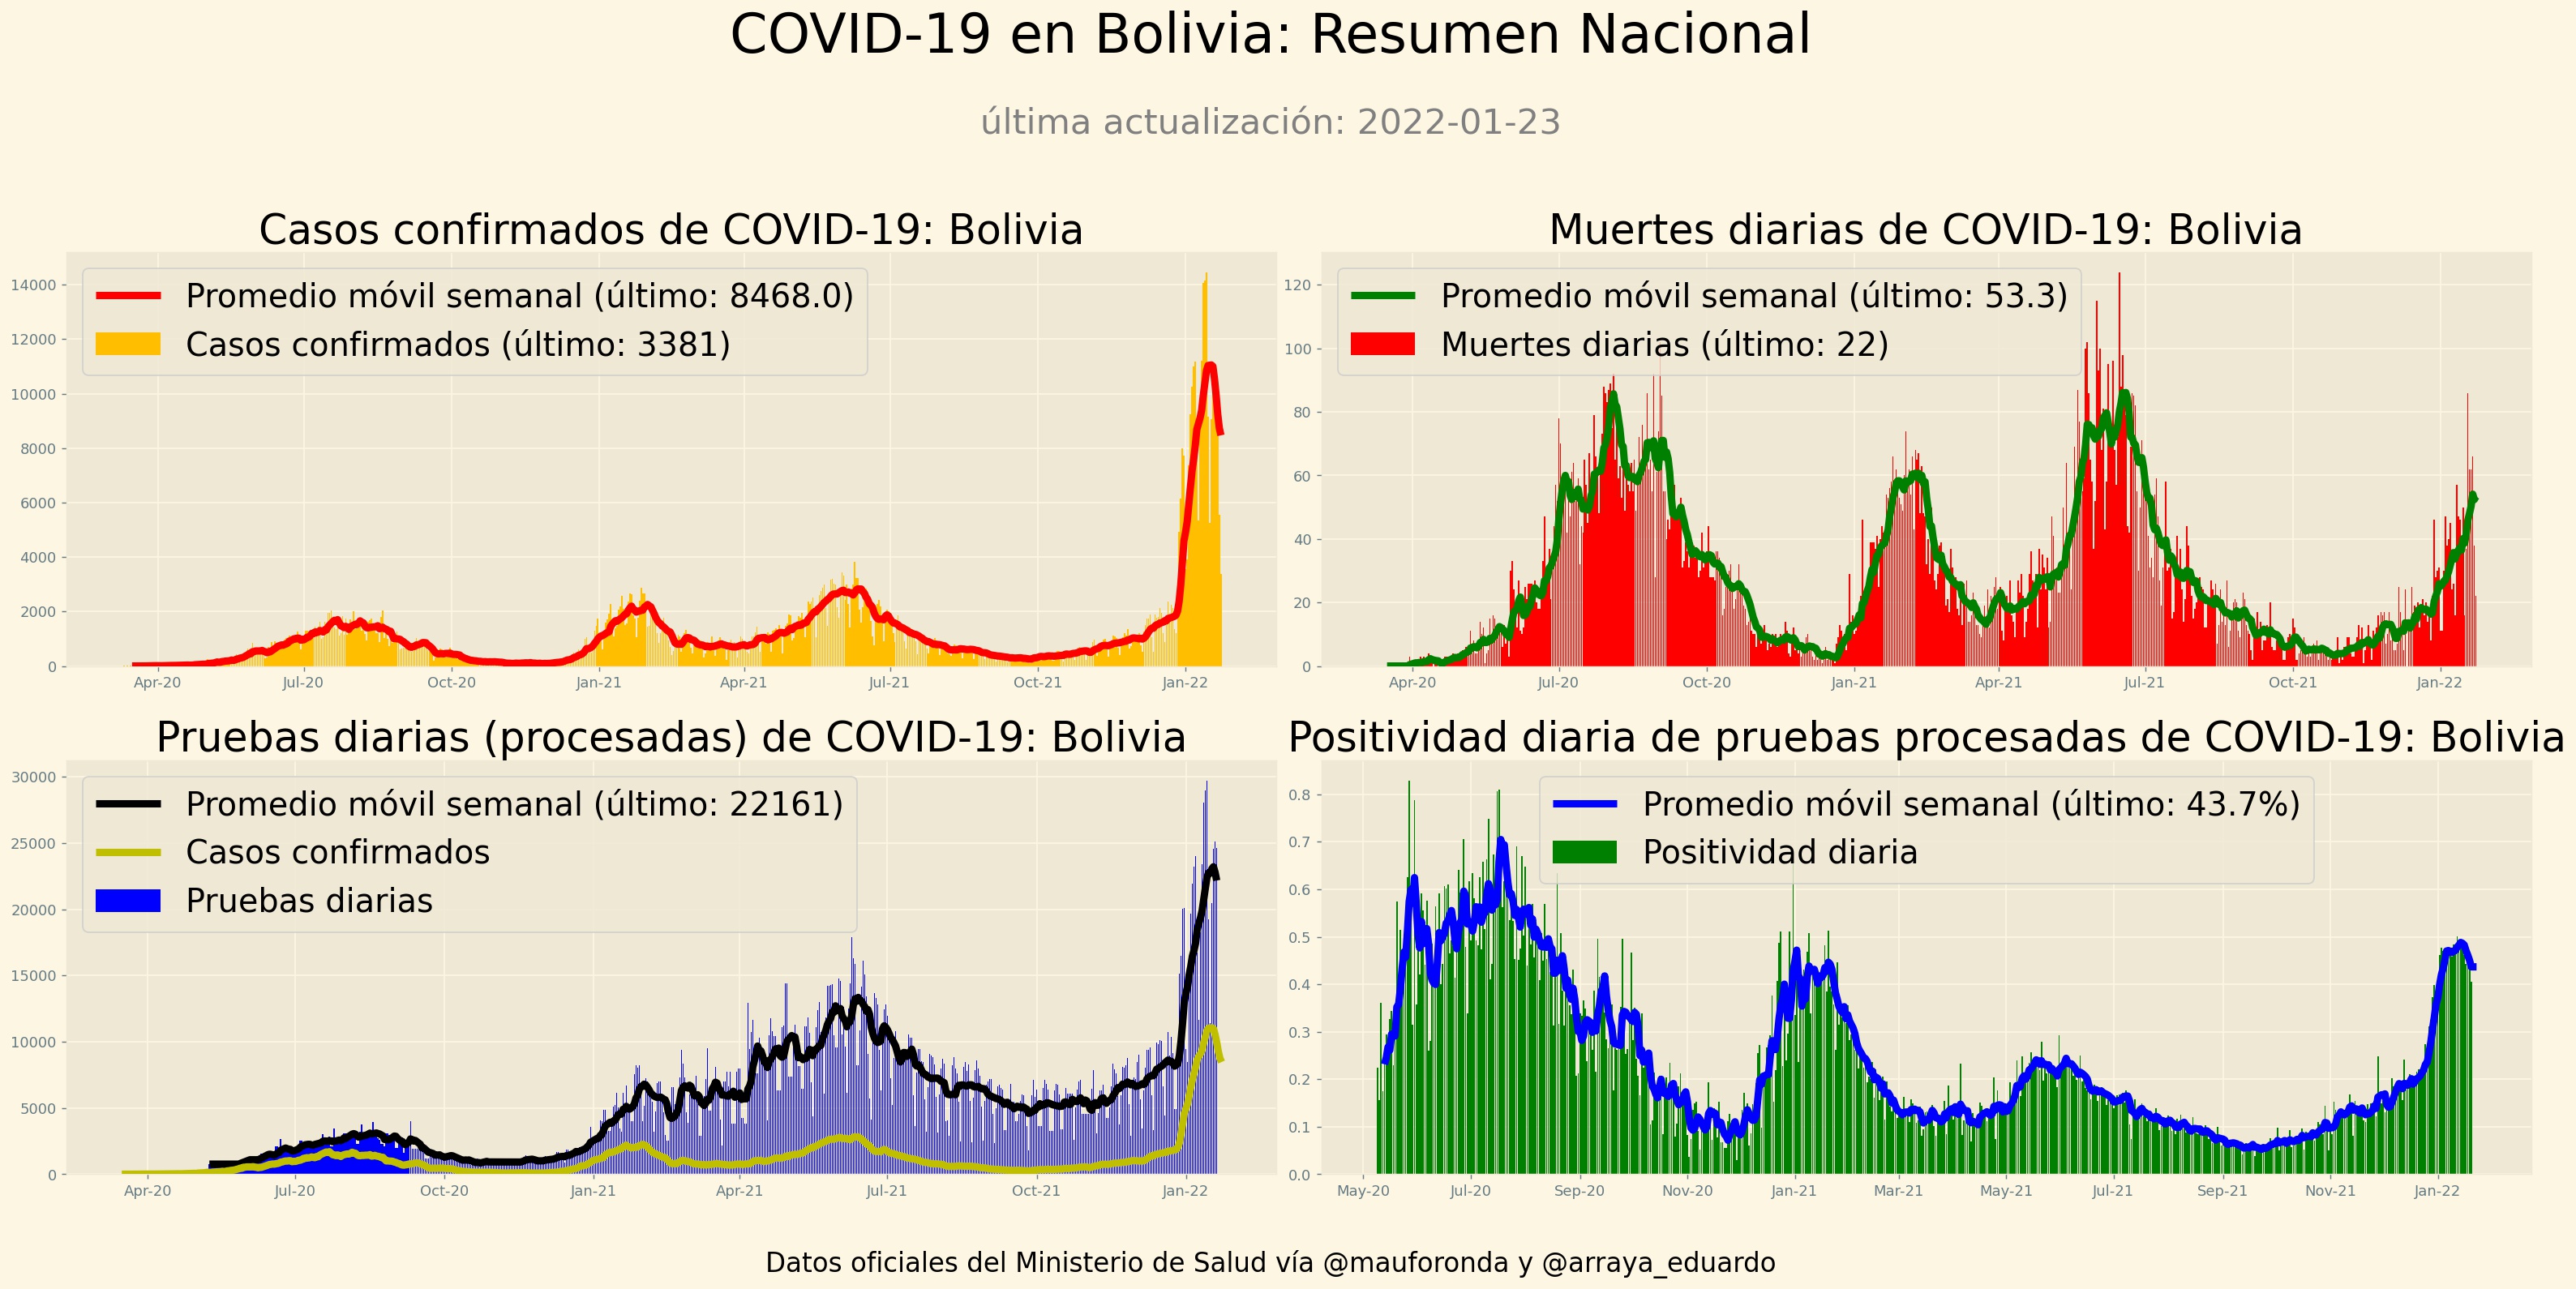 COVID-19 en Bolivia: Resumen Nacional
última actualización: 2022-01-23
Casos confirmados de COVID-19: Bolivia
Promedio móvil semanal (último: 8468.0)
Casos confirmados (último: 3381)
14000
12000
10000
8000
6000
4000
2000
0
Apr-20 Jul-20 Oct-20 Jan-21 Apr-21 Jul-21 Oct-21 Jan-22
Muertes diarias de COVID-19: Bolivia
Promedio móvil semanal (último: 53.3)
Muertes diarias (último: 22)
120
100
80
60
40
20
0
Apr-20 Jul-20 Oct-20 Jan-21 Apr-21 Jul-21 Oct-21 Jan-22
Pruebas diarias (procesadas) de COVID-19: Bolivia
Promedio móvil semanal (último: 22161)
Casos confirmados
Pruebas diarias
30000
25000
20000
15000
10000
5000
0
Apr-20 Jul-20 Oct-20 Jan-21 Apr-21 Jul-21 Oct-21 Jan-22
Positividad diaria de pruebas procesadas de COVID-19: Bolivia
Promedio móvil semanal (último: 43.7%)
Positividad diaria
0.8
0.7
0.6
0.5
0.4
0.3
0.2
0.1
0.0
May-20 Jul-20 Sep-20 Nov-20 Jan-21 Mar-21 May-21 Jul-21 Sep-21 Nov-21 Jan-22
Datos oficiales del Ministerio de Salud vía @mauforonda y @arraya_eduardo